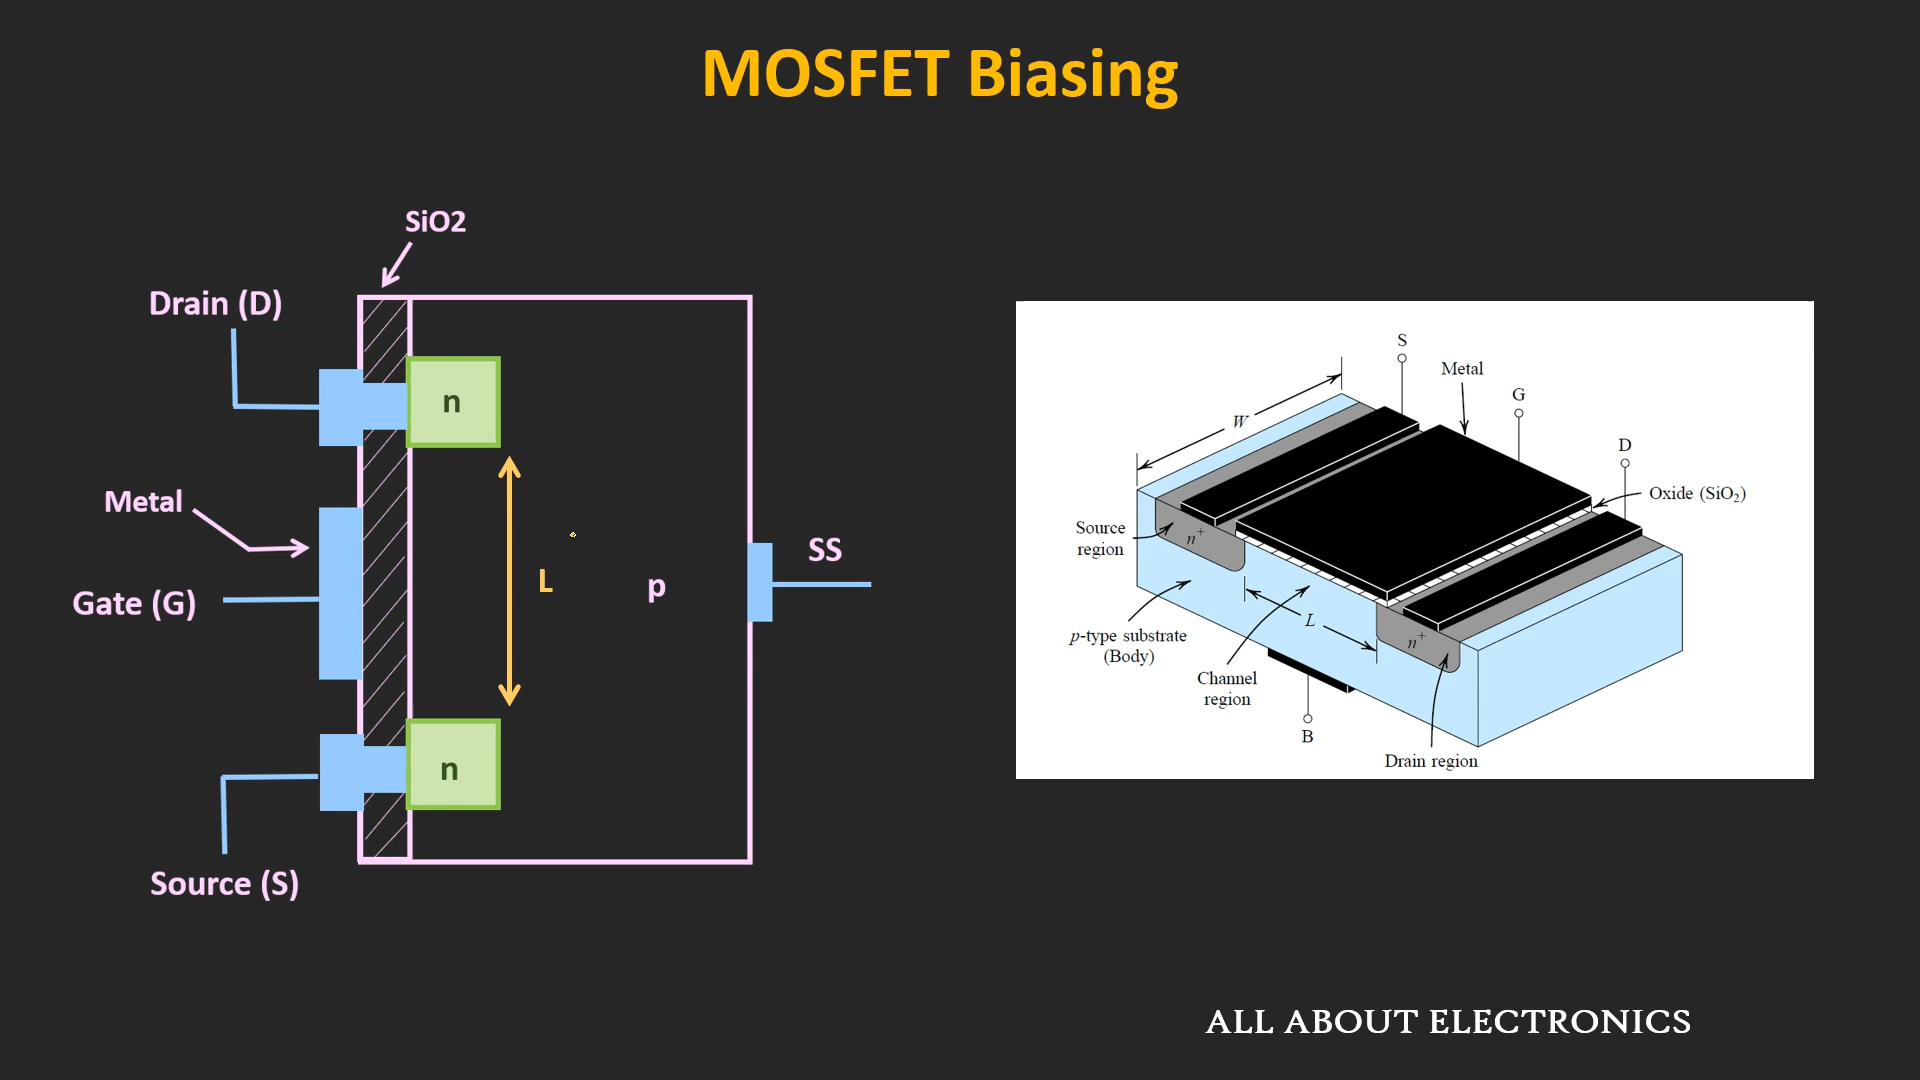 MOSFET Biasing
SiO2
Drain (D)
n
Metal
L
p
SS
Gate (G)
n
Source (S)
S
Metal
G
W
D
Oxide (SiO₂)
Source
region
n⁺
p-type substrate
(Body)
L
n⁺
Channel
region
B
Drain region
ALL ABOUT ELECTRONICS